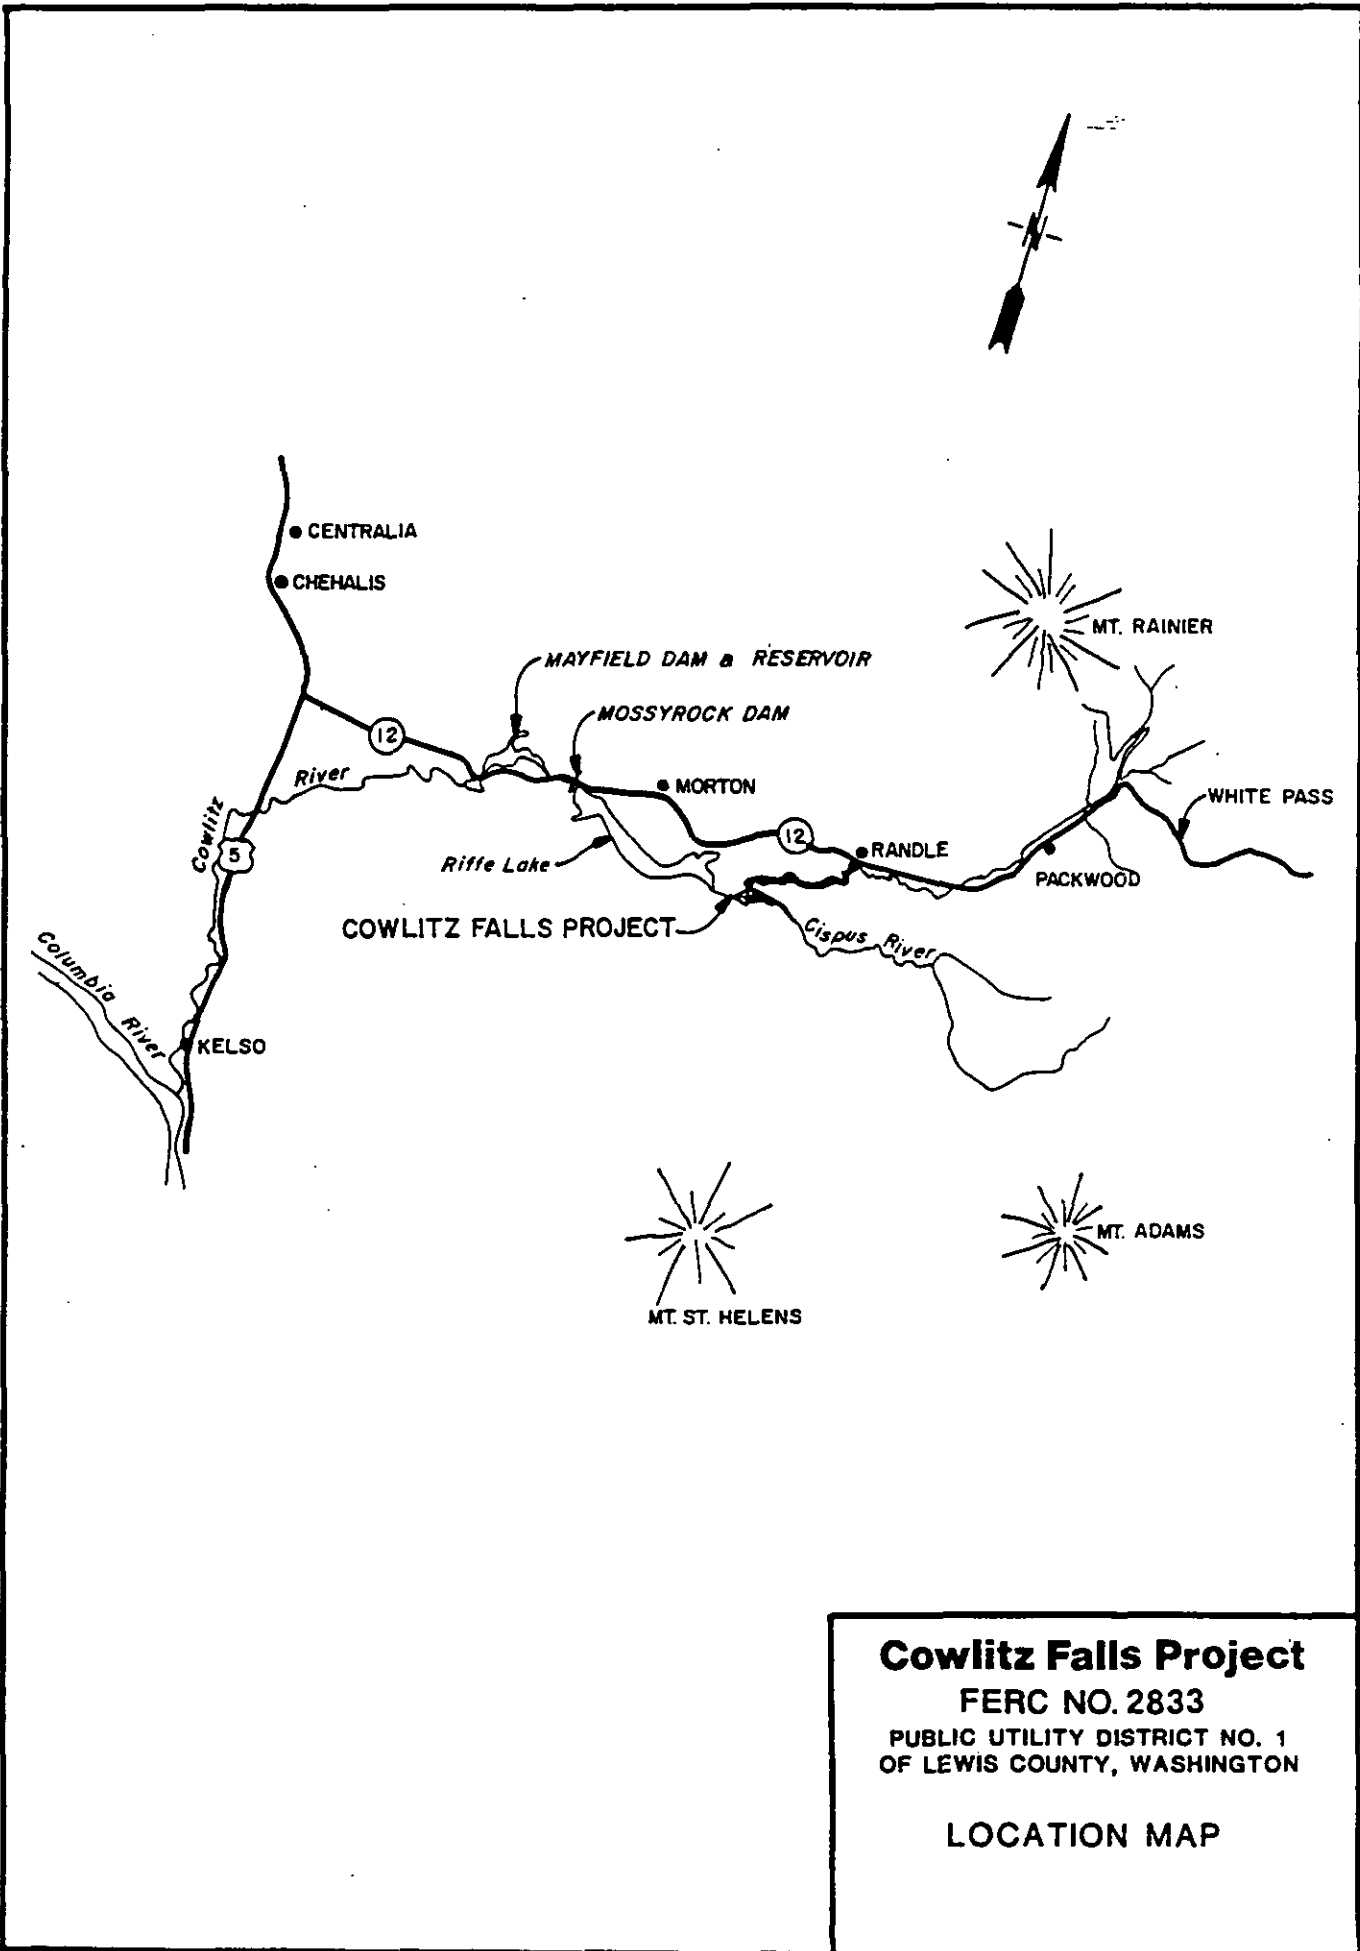 N
CENTRALIA
CHEHALIS
MT. RAINIER
MAYFIELD DAM & RESERVOIR
MOSSYROCK DAM
12
River
MORTON
WHITE PASS
Cowlitz
5
12
RANDLE
Riffe Lake
PACKWOOD
COWLITZ FALLS PROJECT
Cispus River
Columbia River
KELSO
MT. ADAMS
MT. ST. HELENS
Cowlitz Falls Project
FERC NO. 2833
PUBLIC UTILITY DISTRICT NO. 1
OF LEWIS COUNTY, WASHINGTON
LOCATION MAP